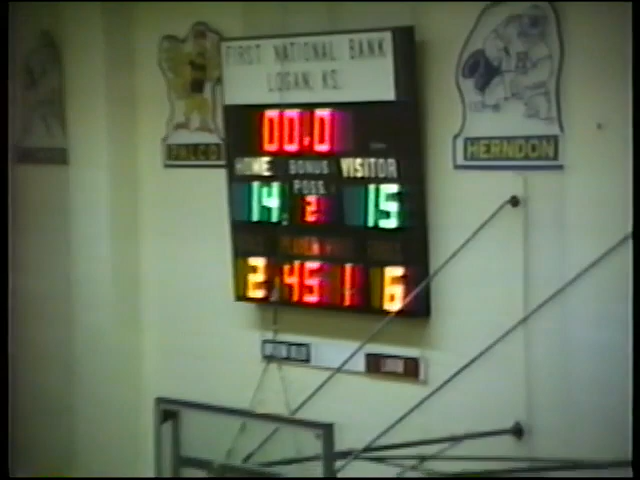 FIRST NATIONAL BANK
LOGAN, KS.
00:0
HOME BONUS VISITOR
POSS.
14 2 15
2 45 1 6
PALCO
HERNDON